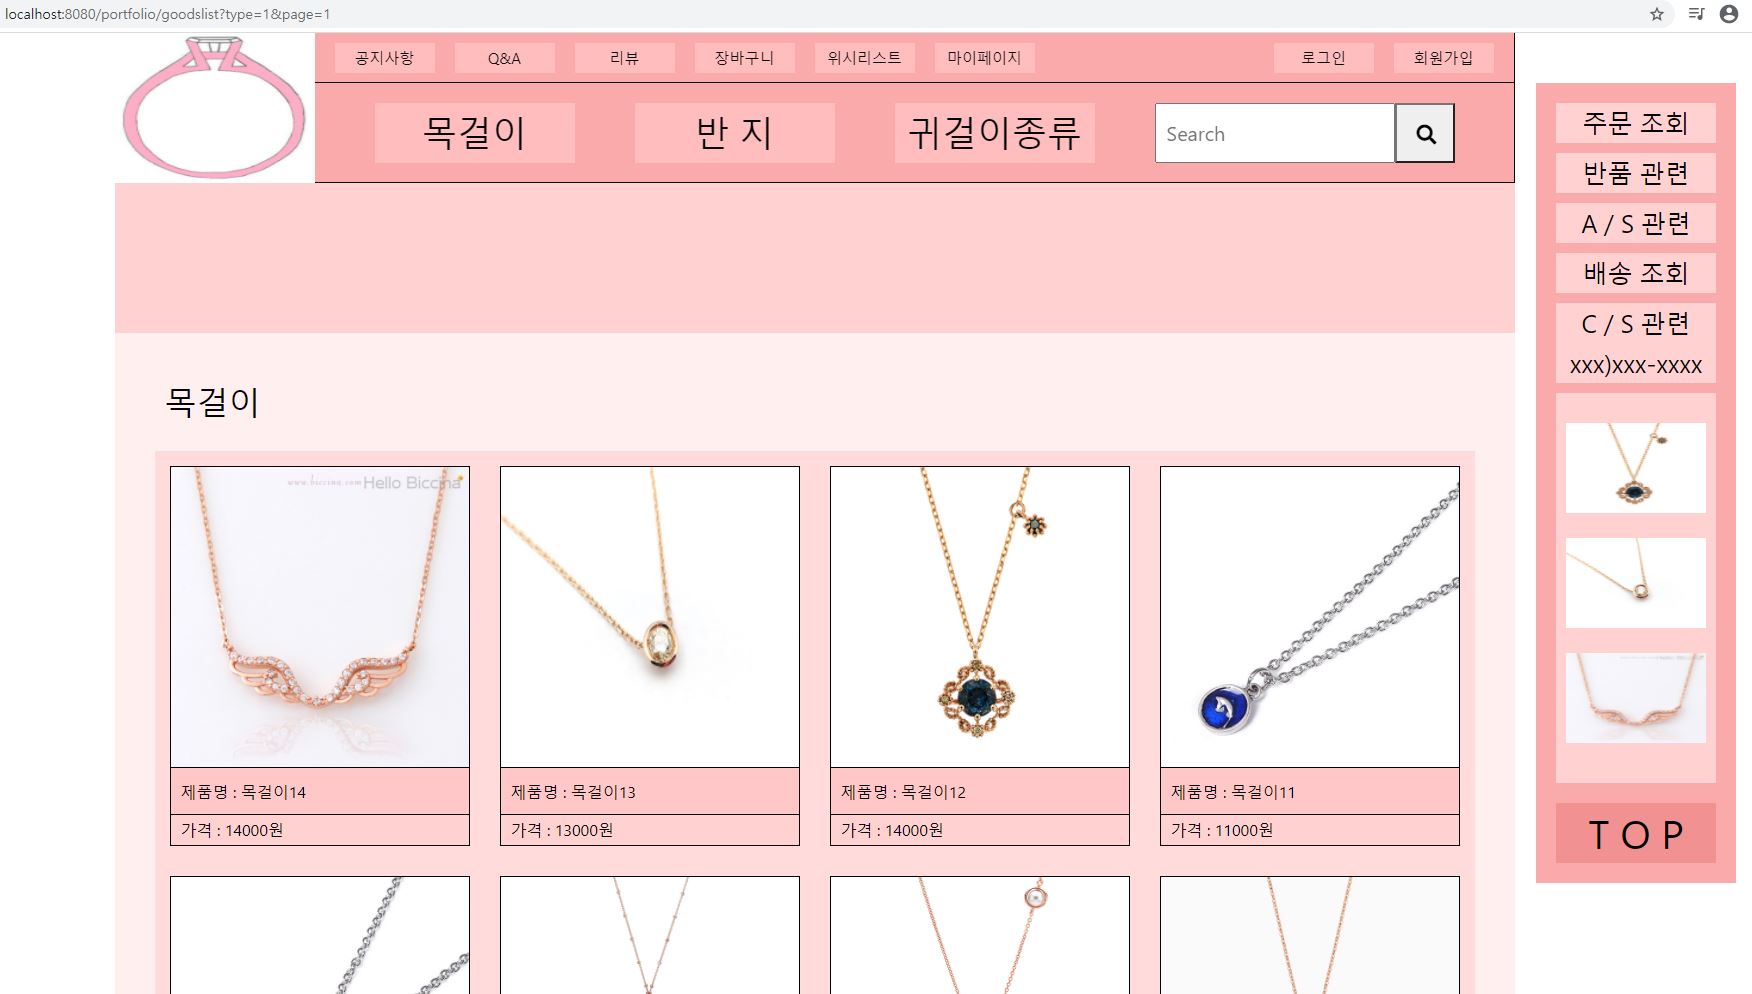 localhost:8080/portfolio/goodslist?type=1&page=1
공지사항
Q&A
리뷰
장바구니
위시리스트
마이페이지
로그인
회원가입
목걸이
반 지
귀걸이종류
Search
주문 조회
반품 관련
A / S 관련
배송 조회
C / S 관련
xxx)xxx-xxxx
T O P
목걸이
www.biccina.com Hello Biccina
제품명 : 목걸이14
가격 : 14000원
제품명 : 목걸이13
가격 : 13000원
제품명 : 목걸이12
가격 : 14000원
제품명 : 목걸이11
가격 : 11000원